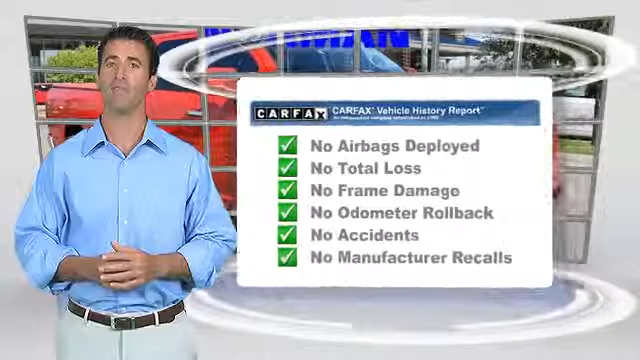 CARFAX CARFAX Vehicle History Report™
No Airbags Deployed
No Total Loss
No Frame Damage
No Odometer Rollback
No Accidents
No Manufacturer Recalls